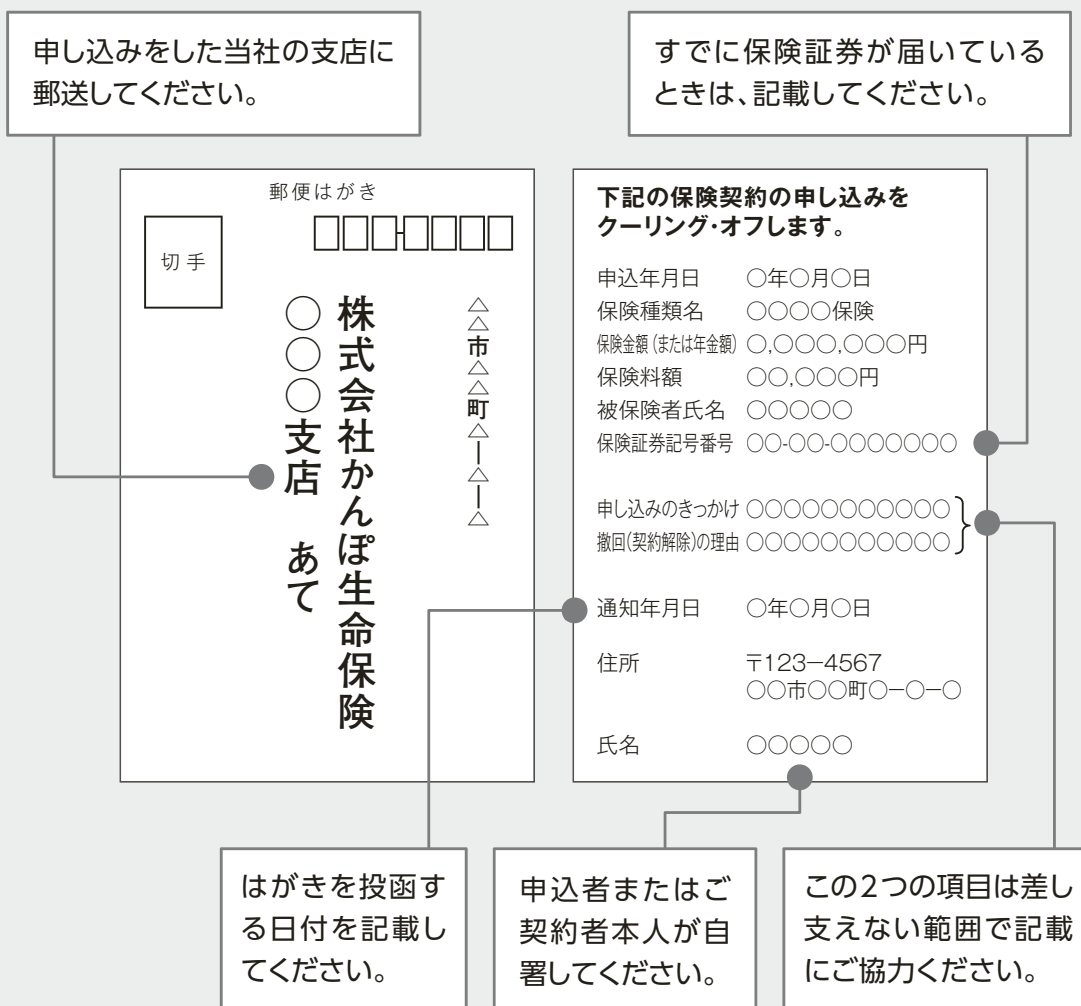 申し込みをした当社の支店に
郵送してください。
すでに保険証券が届いている
ときは、記載してください。
郵便はがき
切手
△△市△△町△ー△ー△
株式会社かんぽ生命保険
○○○支店 あて
下記の保険契約の申し込みを
クーリング・オフします。
申込年月日 ○年○月○日
保険種類名 ○○○○保険
保険金額(または年金額) ○,○○○,○○○円
保険料額 ○○,○○○円
被保険者氏名 ○○○○○
保険証券記号番号 ○○-○○-○○○○○○○
申し込みのきっかけ ○○○○○○○○○○○
撤回(契約解除)の理由 ○○○○○○○○○○○
通知年月日 ○年○月○日
住所 〒123−4567
○○市○○町○−○−○
氏名 ○○○○○
はがきを投函す
る日付を記載し
てください。
申込者またはご
契約者本人が自
署してください。
この2つの項目は差し
支えない範囲で記載
にご協力ください。